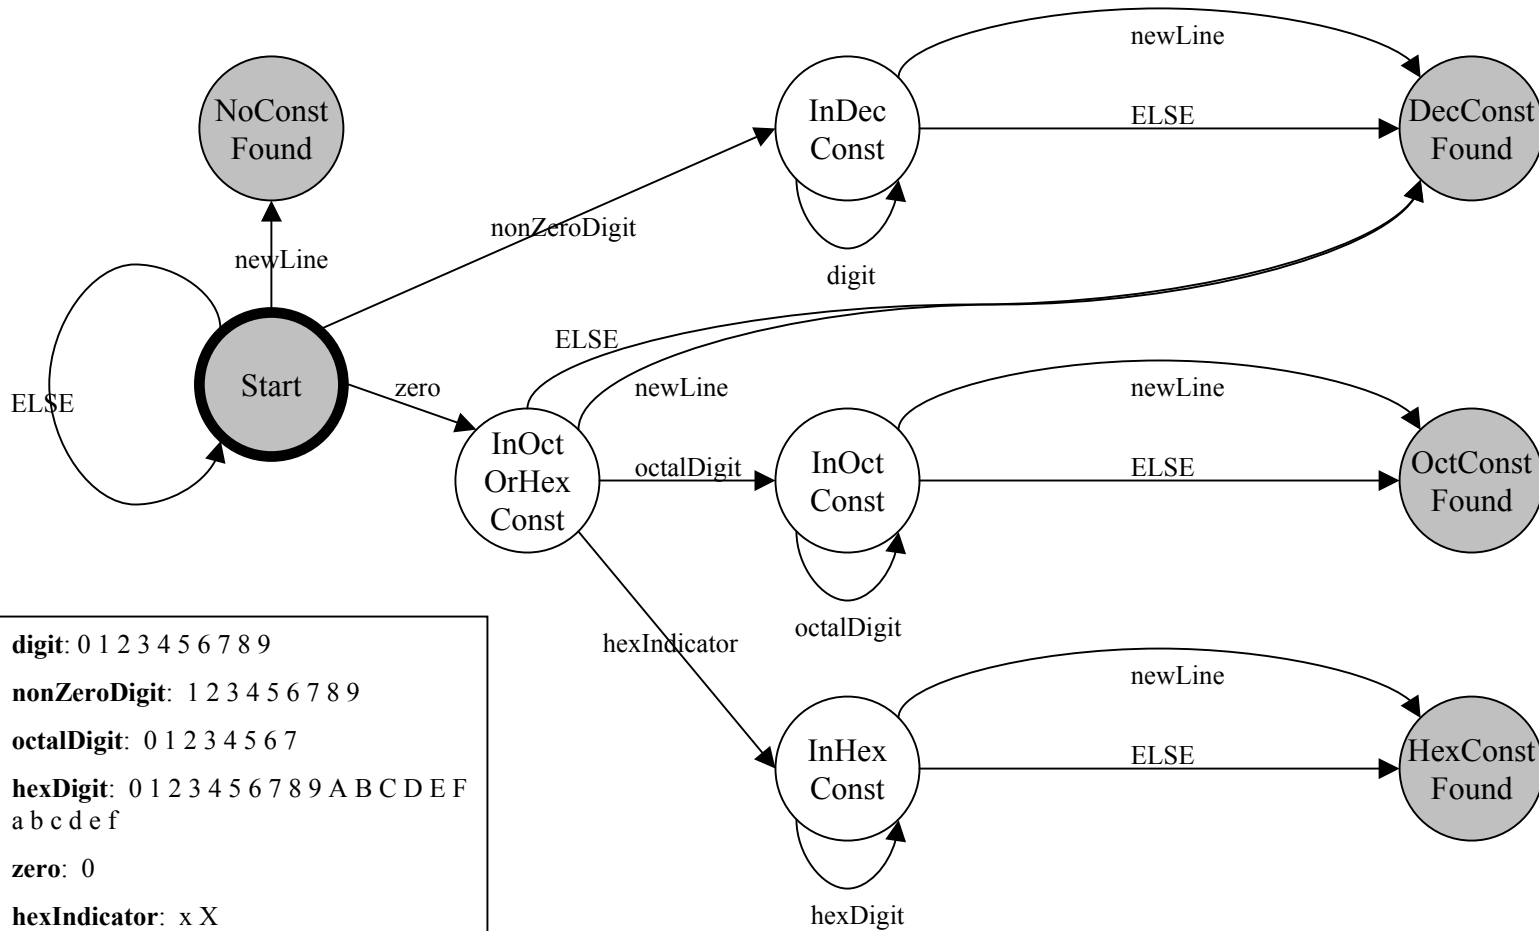 newLine
NoConst
Found
InDec
Const
ELSE
DecConst
Found
nonZeroDigit
newLine
digit
ELSE
Start
zero
ELSE
newLine
newLine
InOct
OrHex
Const
octalDigit
InOct
Const
ELSE
OctConst
Found
octalDigit
hexIndicator
newLine
InHex
Const
ELSE
HexConst
Found
hexDigit
digit: 0 1 2 3 4 5 6 7 8 9
nonZeroDigit: 1 2 3 4 5 6 7 8 9
octalDigit: 0 1 2 3 4 5 6 7
hexDigit: 0 1 2 3 4 5 6 7 8 9 A B C D E F
a b c d e f
zero: 0
hexIndicator: x X